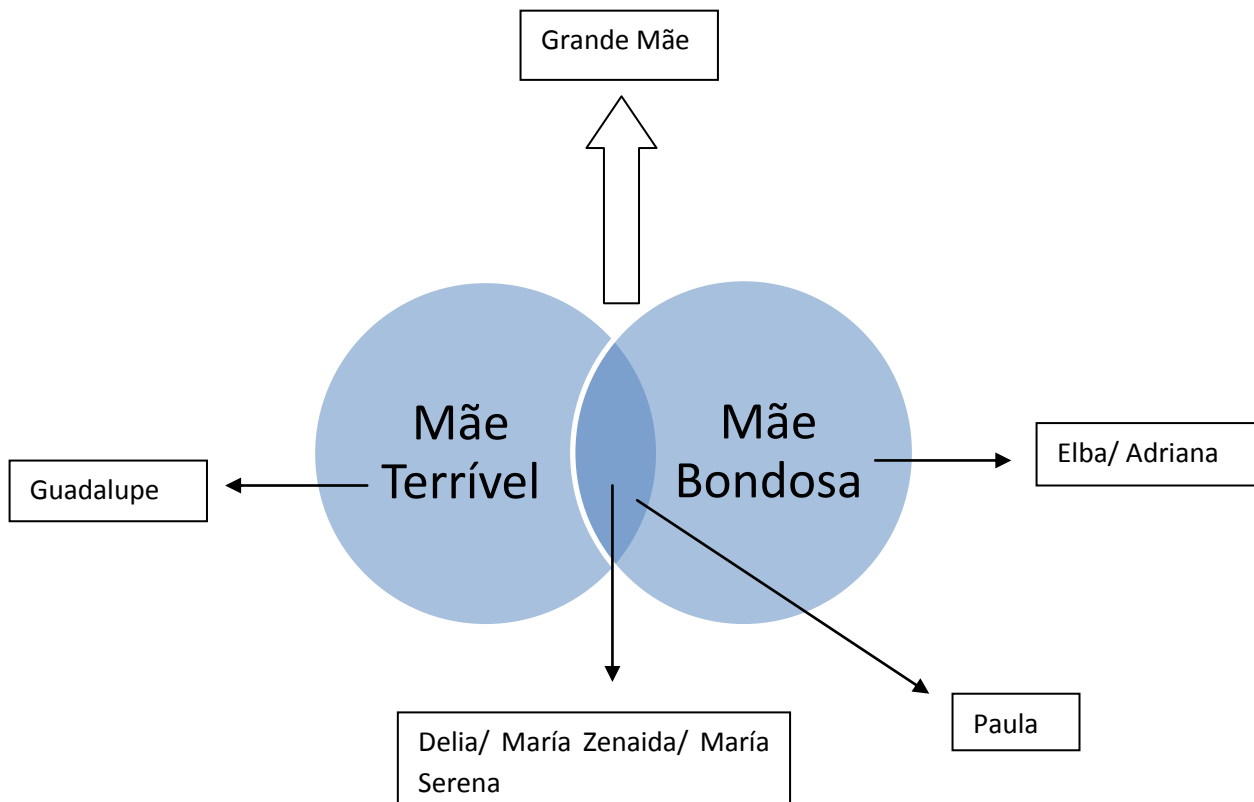 Grande Mãe
Mãe
Terrível
Mãe
Bondosa
Elba/ Adriana
Guadalupe
Paula
Delia/ María Zenaida/ María
Serena